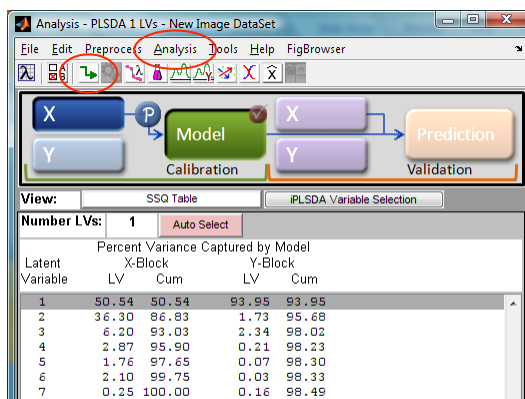 Analysis - PLSDA 1 LVs - New Image DataSet
File Edit Preprocess Analysis Tools Help FigBrowser
X P X
Model Prediction
Y Y
Calibration Validation
View: SSQ Table iPLSDA Variable Selection
Number LVs: 1 Auto Select
Percent Variance Captured by Model
Latent X-Block Y-Block
Variable LV Cum LV Cum
1 50.54 50.54 93.95 93.95
2 36.30 86.83 1.73 95.68
3 6.20 93.03 2.34 98.02
4 2.87 95.90 0.21 98.23
5 1.76 97.65 0.07 98.30
6 2.10 99.75 0.03 98.33
7 0.25 100.00 0.16 98.49